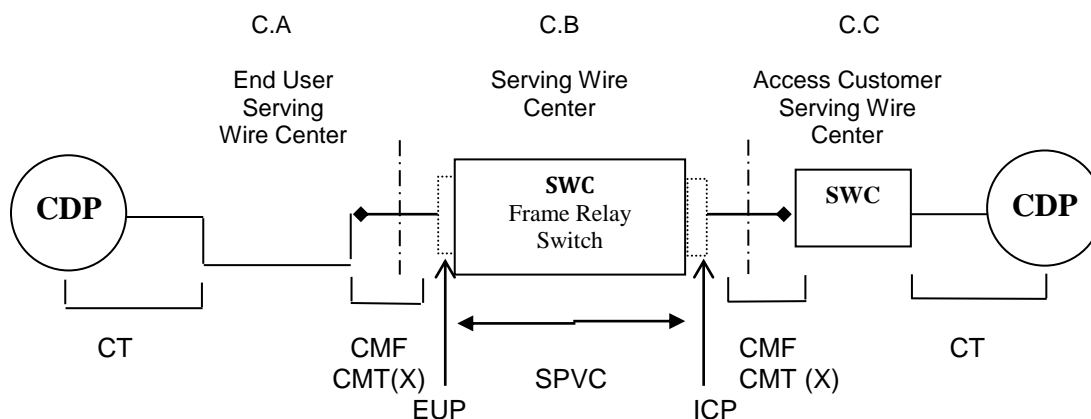 C.A
C.B
C.C
End User
Serving
Wire Center
Serving Wire
Center
Access Customer
Serving Wire
Center
CDP
SWC
Frame Relay
Switch
SWC
CDP
CT
CMF
CMT(X)
EUP
SPVC
ICP
CMF
CMT (X)
CT